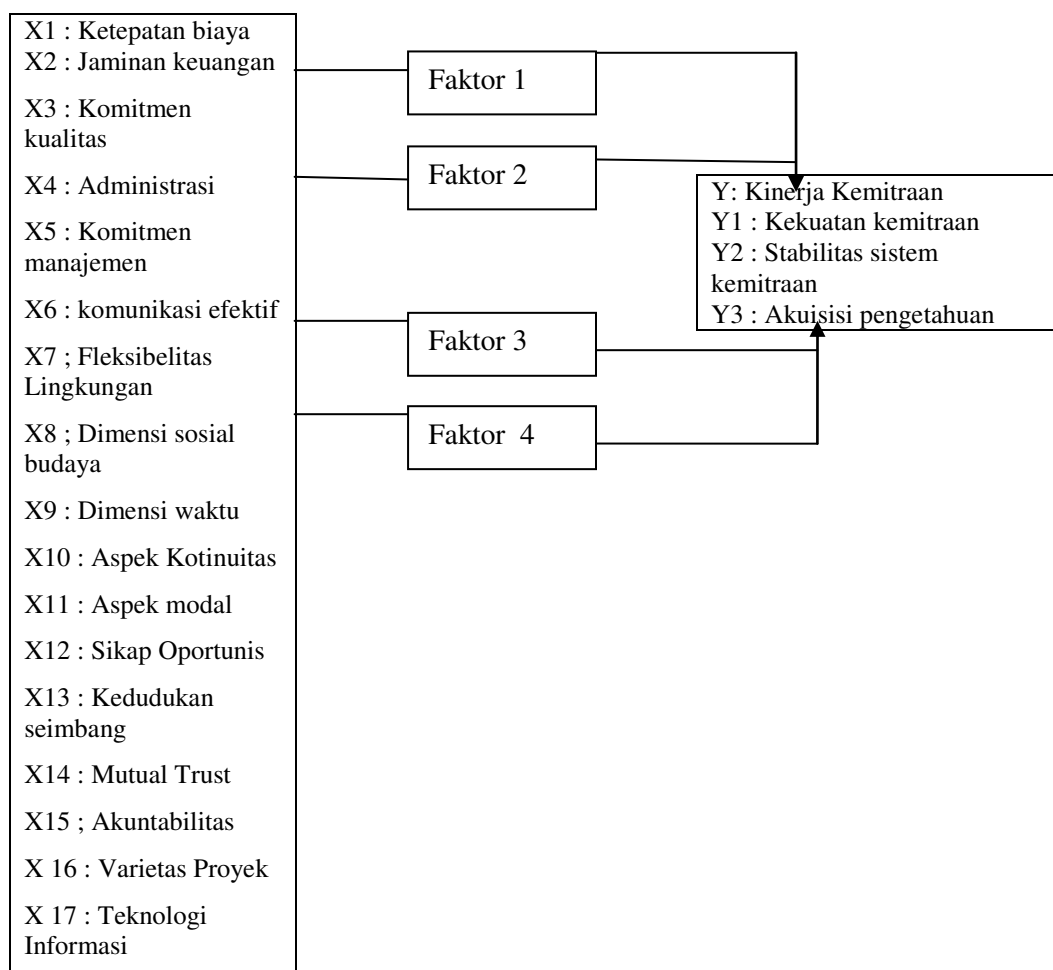 X1 : Ketepatan biaya
X2 : Jaminan keuangan
X3 : Komitmen
kualitas
X4 : Administrasi
X5 : Komitmen
manajemen
X6 : komunikasi efektif
X7 ; Fleksibelitas
Lingkungan
X8 ; Dimensi sosial
budaya
X9 : Dimensi waktu
X10 : Aspek Kotinuitas
X11 : Aspek modal
X12 : Sikap Oportunis
X13 : Kedudukan
seimbang
X14 : Mutual Trust
X15 ; Akuntabilitas
X 16 : Varietas Proyek
X 17 : Teknologi
Informasi
Faktor 1
Faktor 2
Faktor 3
Faktor 4
Y: Kinerja Kemitraan
Y1 : Kekuatan kemitraan
Y2 : Stabilitas sistem
kemitraan
Y3 : Akuisisi pengetahuan